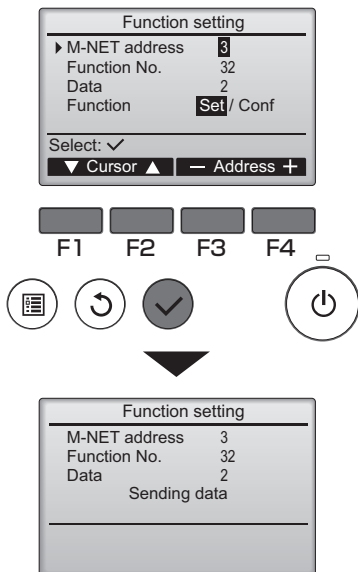 Function setting
M-NET address 3
Function No. 32
Data 2
Function Set / Conf
Select: ✓
▼ Cursor ▲ — Address +
F1 F2 F3 F4
Function setting
M-NET address 3
Function No. 32
Data 2
Sending data